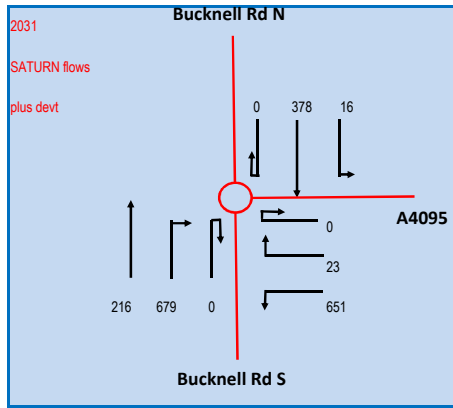 Bucknell Rd N
2031
SATURN flows
plus devt
0 378 16
A4095
0
23
216 679 0 651
Bucknell Rd S